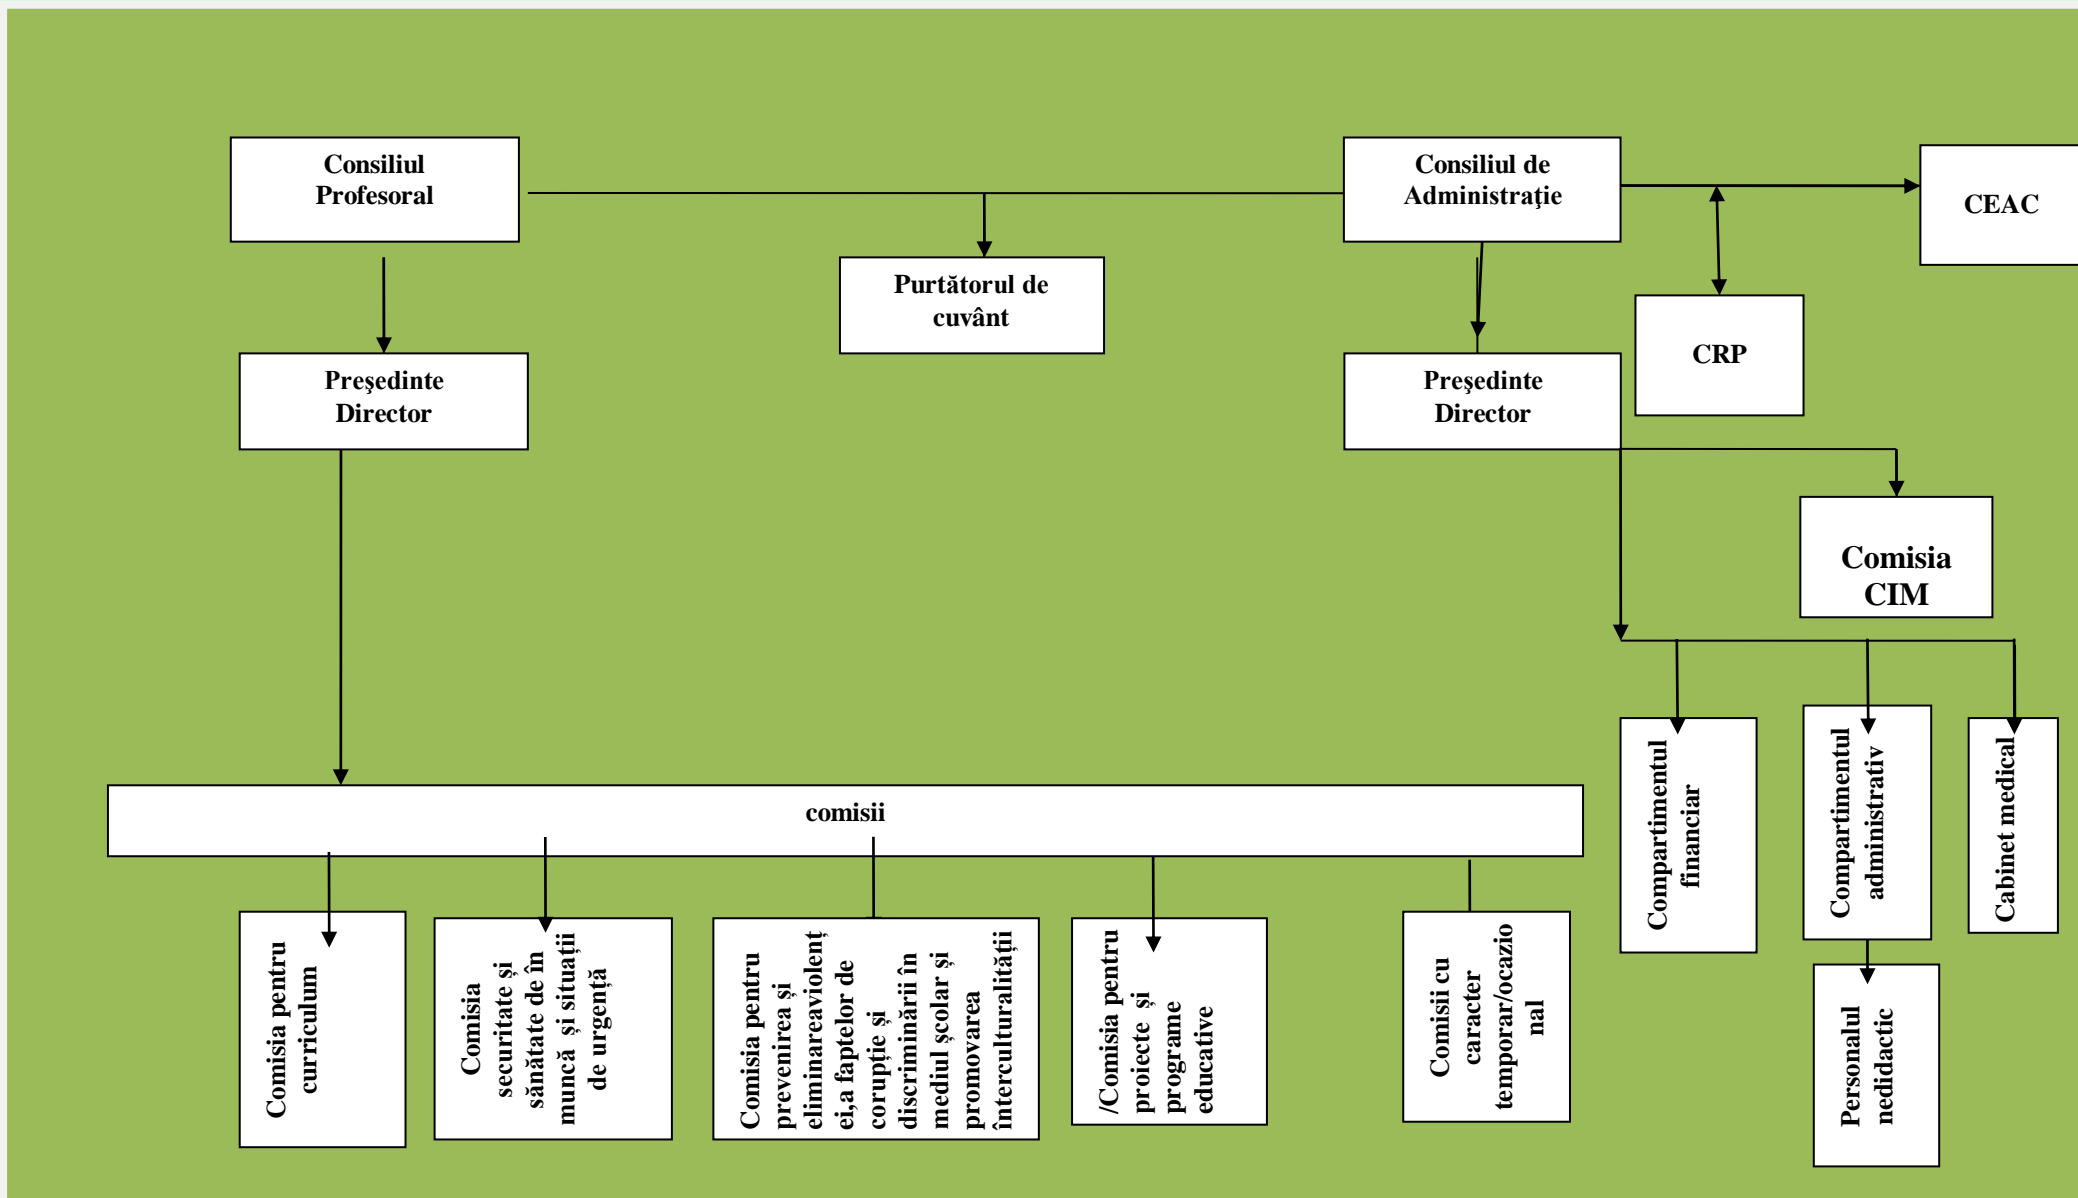 Consiliul
Profesoral
Consiliul de
Administraţie
CEAC
Purtătorul de
cuvânt
CRP
Preşedinte
Director
Preşedinte
Director
Comisia
CIM
comisii
Compartimentul
financiar
Compartimentul
administrativ
Cabinet medical
Comisia pentru
curriculum
Comisia
securitate și
sănătate de în
muncă și situații
de urgență
Comisia pentru
prevenirea și
eliminareaviolenț
ei,a faptelor de
corupție și
discriminării în
mediul școlar și
promovarea
înterculturalității
/Comisia pentru
proiecte și
programe
educative
Comisii cu
caracter
temporar/ocazio
nal
Personalul
nedidactic